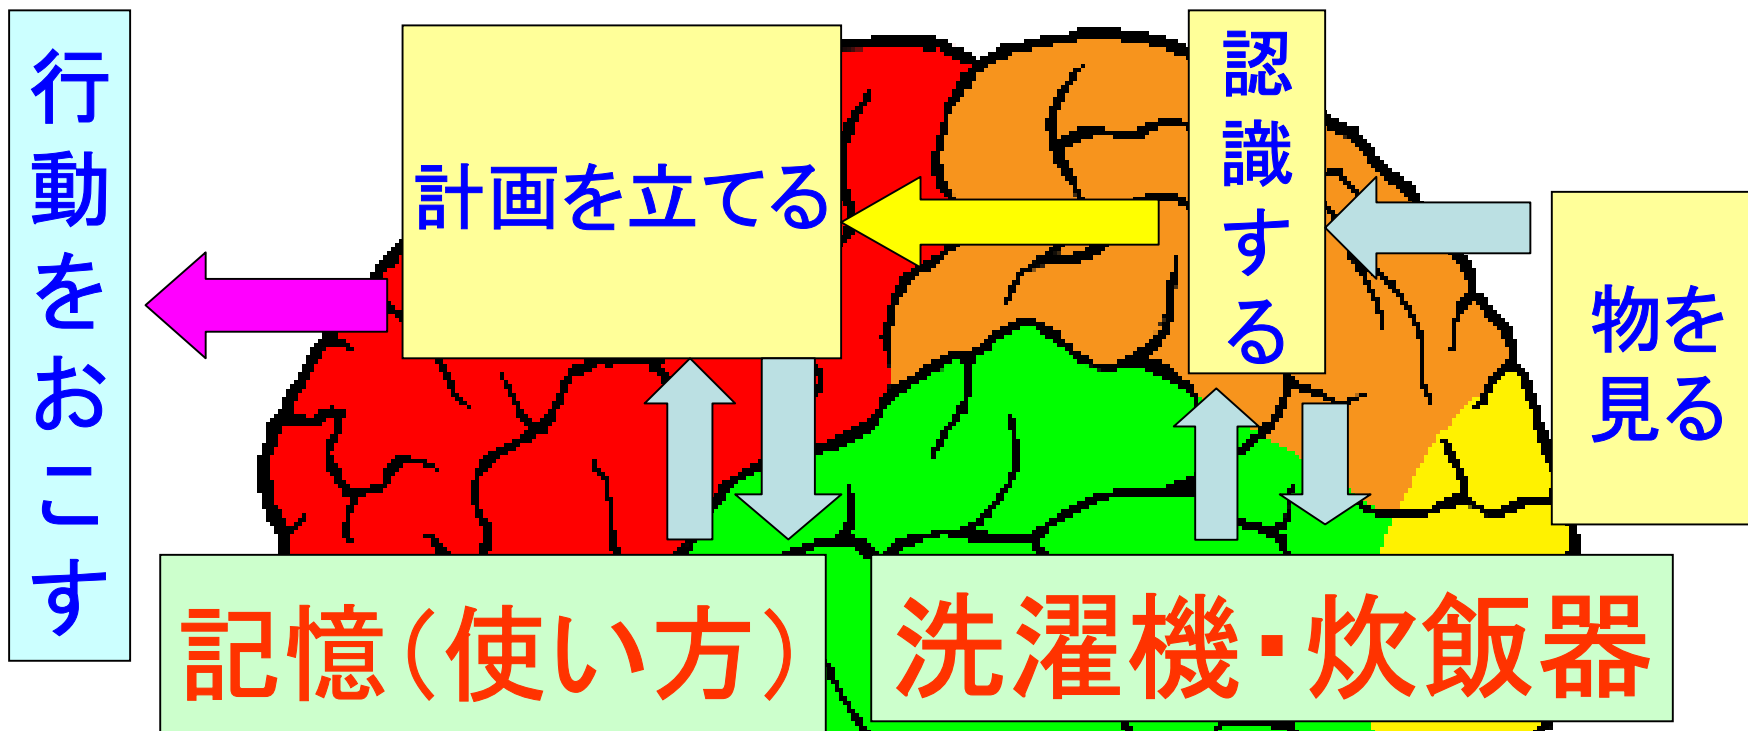 行動をおこす
計画を立てる
認識する
物を
見る
記憶(使い方)
洗濯機・炊飯器